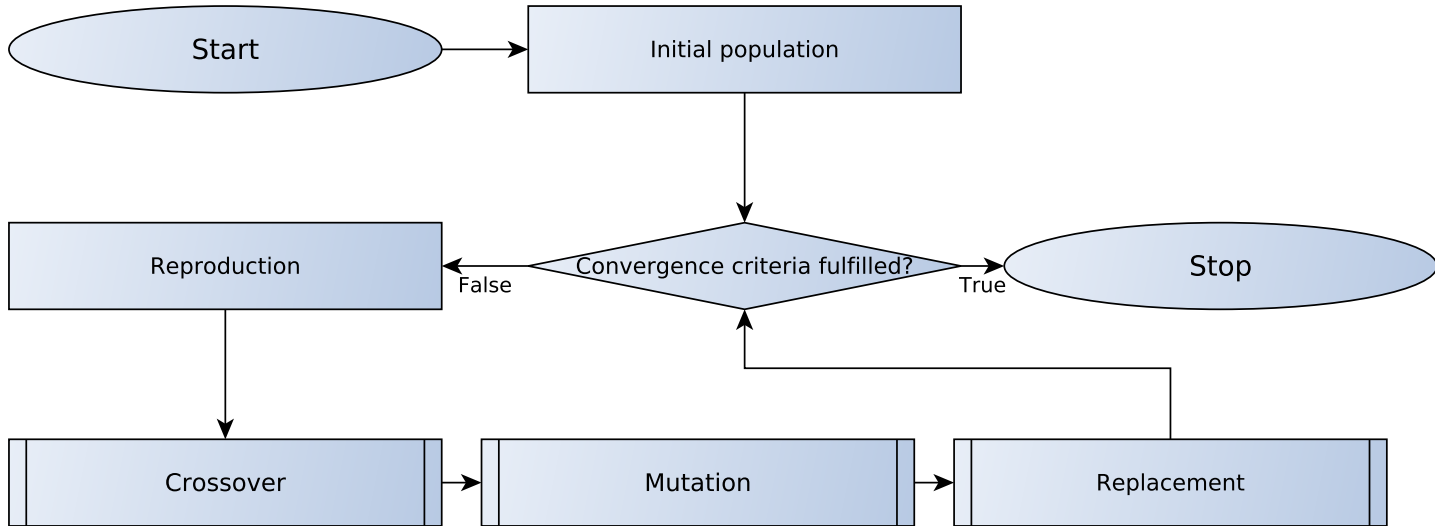 Start
Initial population
Reproduction
Convergence criteria fulfilled?
Stop
False
True
Crossover
Mutation
Replacement